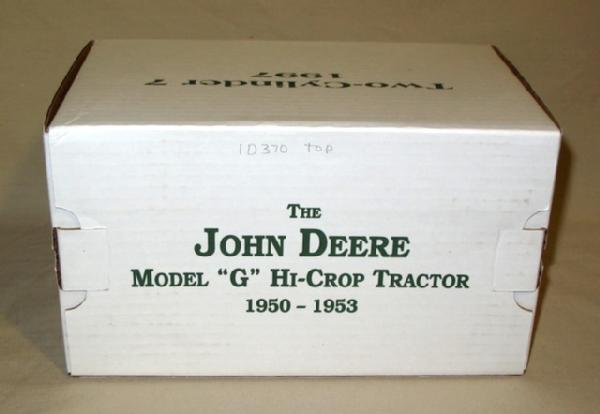 Two-Cylinder 7
1997
1D370 top
THE
JOHN DEERE
MODEL "G" HI-CROP TRACTOR
1950 – 1953